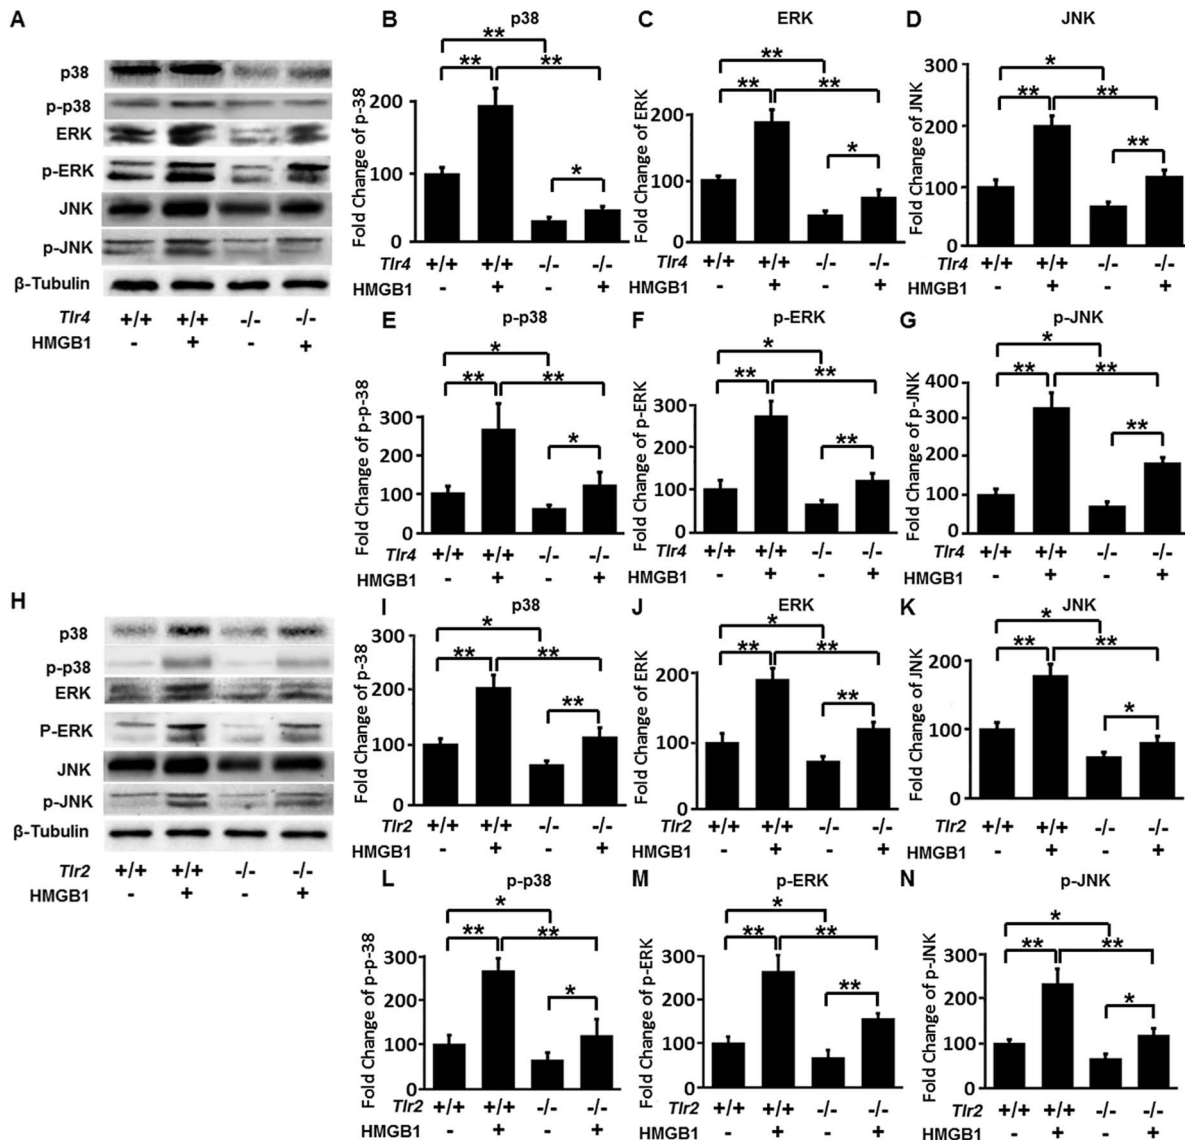 A
p38
p-p38
ERK
p-ERK
JNK
p-JNK
β-Tubulin
Tlr4 +/+ +/+ -/- -/-
HMGB1 - + - +
B p38
Fold Change of p-38
200
100
0
** ** ** *
Tlr4 +/+ +/+ -/- -/-
HMGB1 - + - +
C ERK
Fold Change of ERK
200
100
0
** ** ** *
+/+ +/+ -/- -/-
- + - +
D JNK
Fold Change of JNK
300
200
100
0
* ** ** **
Tlr4 +/+ +/+ -/- -/-
HMGB1 - + - +
E p-p38
Fold Change of p-p-38
300
200
100
0
* ** ** *
Tlr4 +/+ +/+ -/- -/-
HMGB1 - + - +
F p-ERK
Fold Change of p-ERK
300
200
100
0
* ** ** **
Tlr4 +/+ +/+ -/- -/-
HMGB1 - + - +
G p-JNK
Fold Change of p-JNK
400
300
200
100
0
* ** ** **
Tlr4 +/+ +/+ -/- -/-
HMGB1 - + - +
H
p38
p-p38
ERK
P-ERK
JNK
p-JNK
β-Tubulin
Tlr2 +/+ +/+ -/- -/-
HMGB1 - + - +
I p38
Fold Change of p-38
300
200
100
0
* ** ** **
Tlr2 +/+ +/+ -/- -/-
HMGB1 - + - +
J ERK
Fold Change of ERK
200
100
0
* ** ** **
Tlr2 +/+ +/+ -/- -/-
HMGB1 - + - +
K JNK
Fold Change of JNK
200
100
0
* ** ** *
Tlr2 +/+ +/+ -/- -/-
HMGB1 - + - +
L p-p38
Fold Change of p-p-38
300
200
100
0
* ** ** *
Tlr2 +/+ +/+ -/- -/-
HMGB1 - + - +
M p-ERK
Fold Change of p-ERK
300
200
100
0
* ** ** **
Tlr2 +/+ +/+ -/- -/-
HMGB1 - + - +
N p-JNK
Fold Change of p-JNK
300
200
100
0
* ** ** *
Tlr2 +/+ +/+ -/- -/-
HMGB1 - + - +